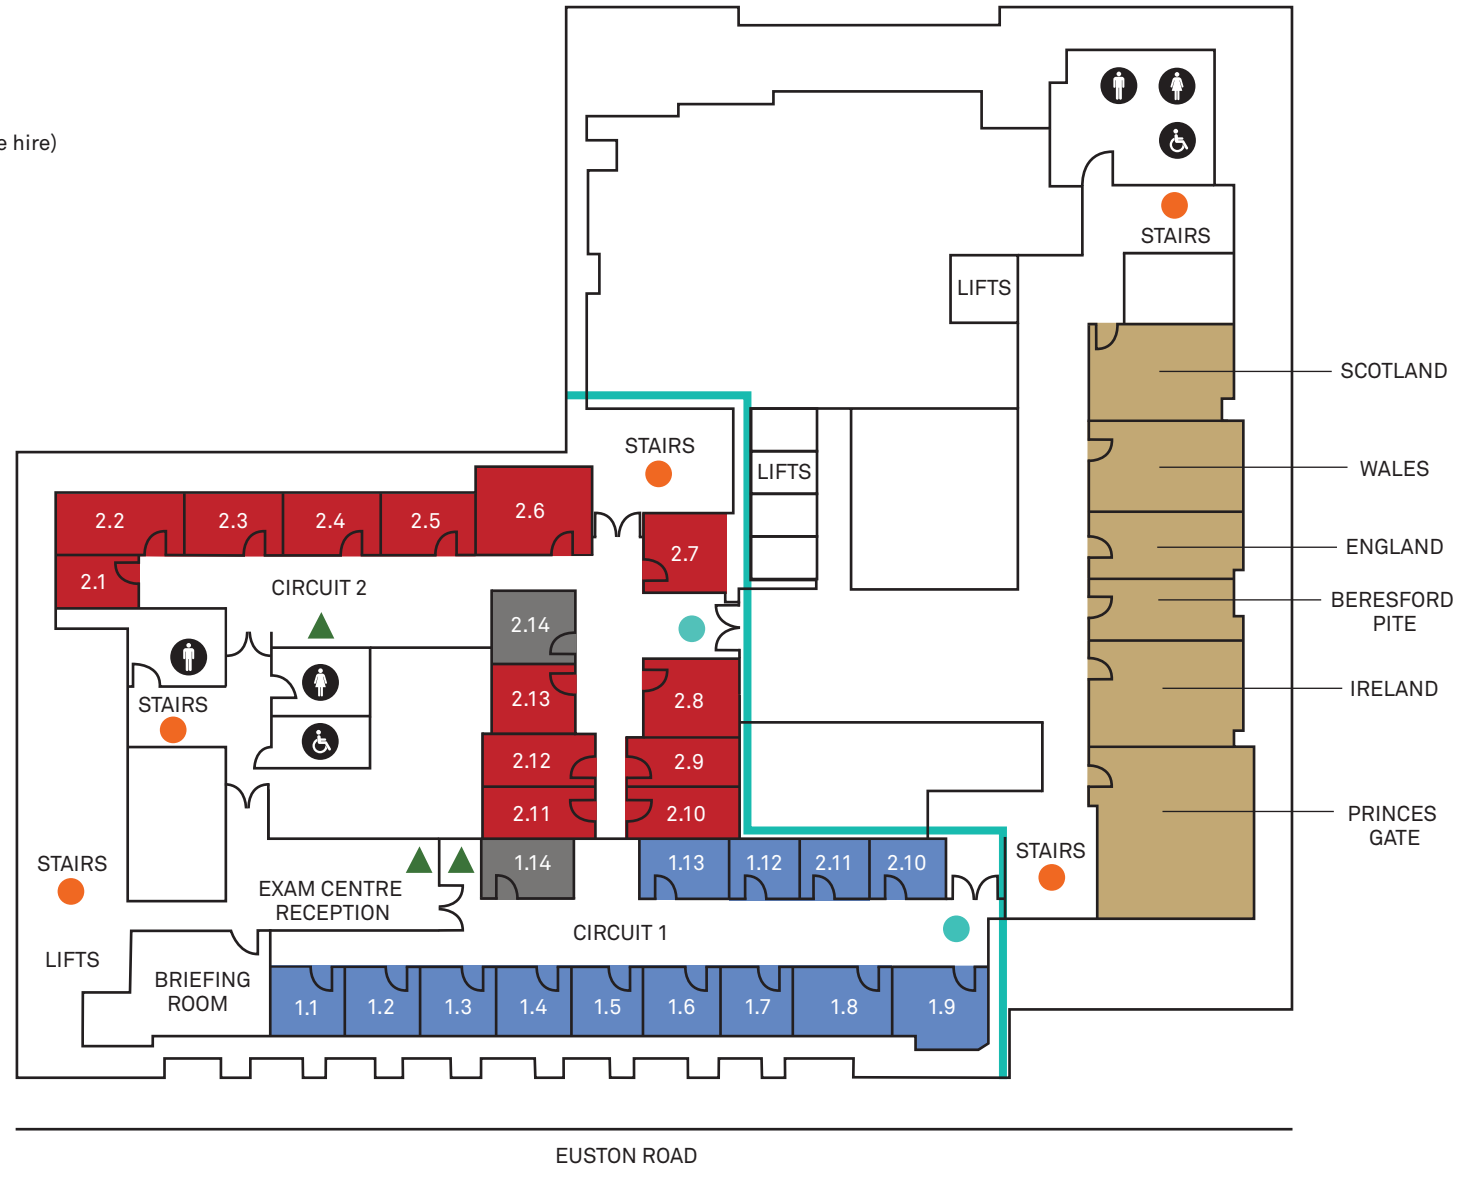 e hire)
STAIRS
LIFTS
SCOTLAND
STAIRS
LIFTS
WALES
2.2
2.3
2.4
2.5
2.6
2.7
ENGLAND
2.1
CIRCUIT 2
BERESFORD
PITE
2.14
IRELAND
STAIRS
2.13
2.8
2.12
2.9
2.11
2.10
PRINCES
GATE
STAIRS
1.14
1.13
1.12
2.11
2.10
STAIRS
EXAM CENTRE
RECEPTION
CIRCUIT 1
LIFTS
BRIEFING
ROOM
1.1
1.2
1.3
1.4
1.5
1.6
1.7
1.8
1.9
EUSTON ROAD